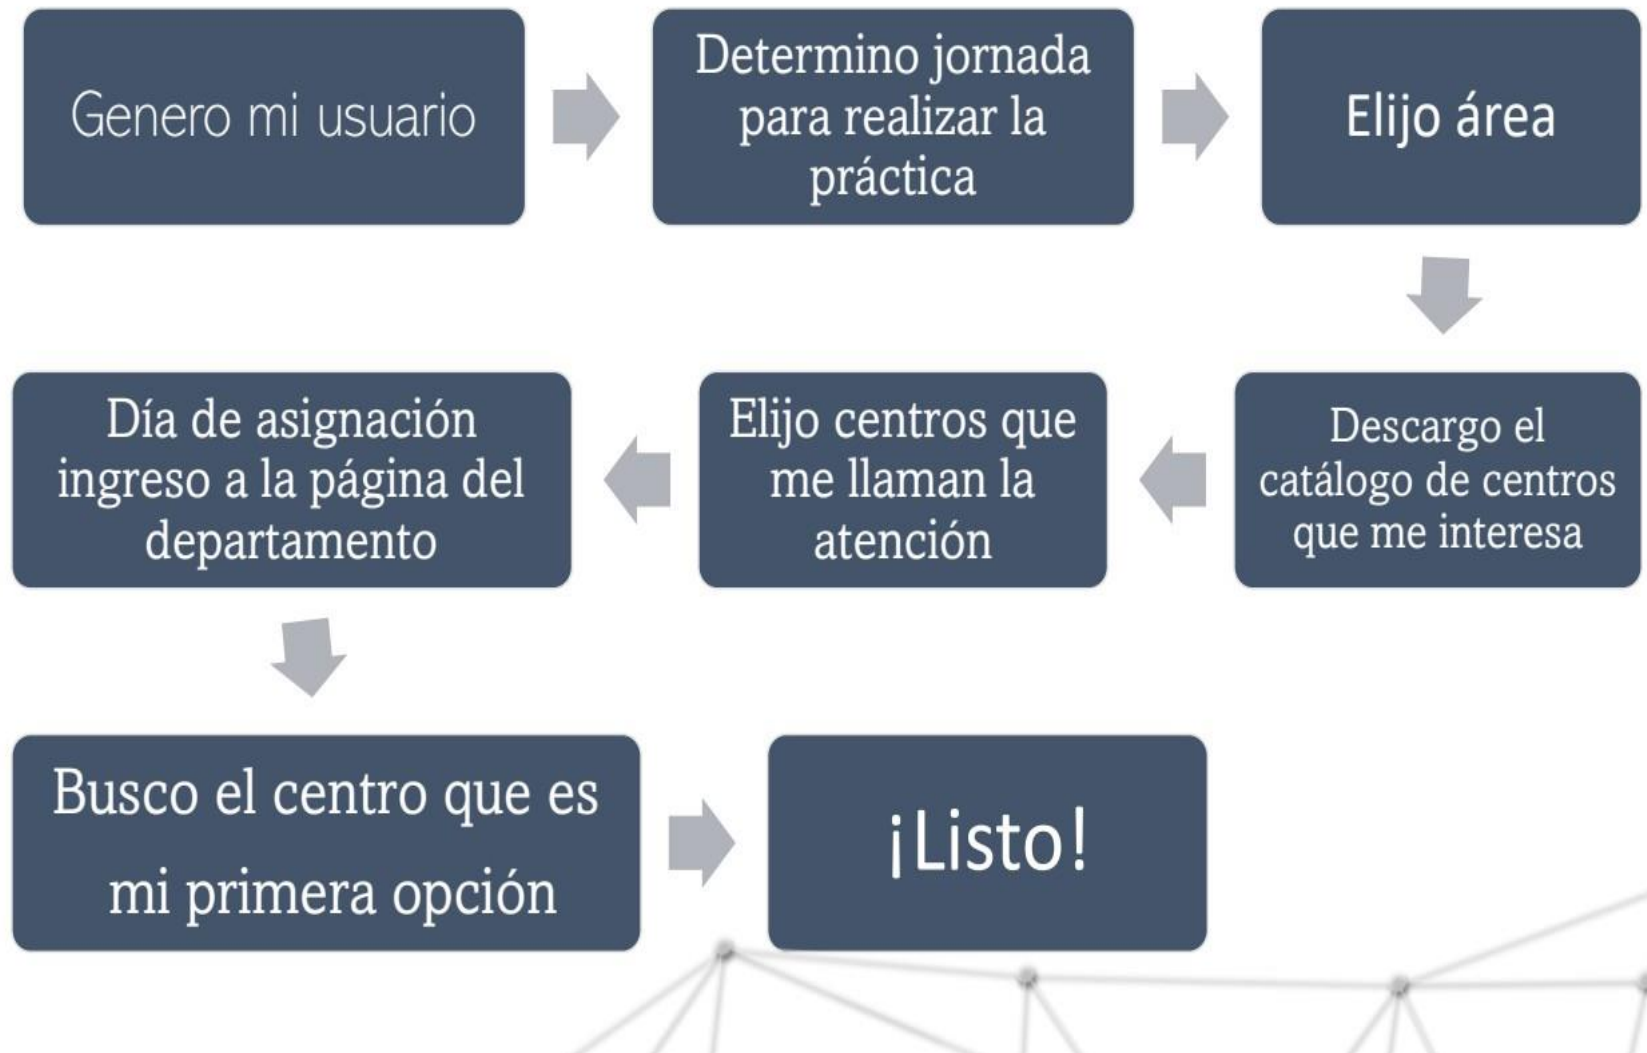 Genero mi usuario
Determino jornada
para realizar la
práctica
Elijo área
Descargo el
catálogo de centros
que me interesa
Elijo centros que
me llaman la
atención
Día de asignación
ingreso a la página del
departamento
Busco el centro que es
mi primera opción
¡Listo!